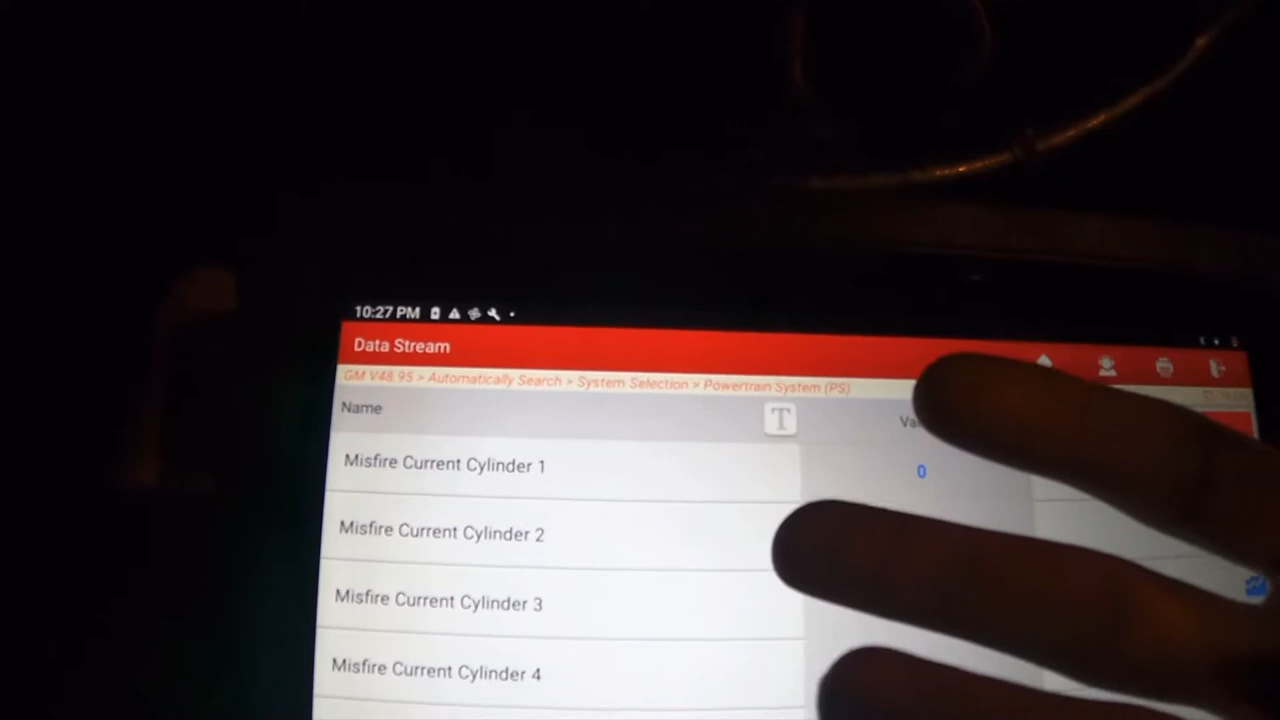 10:27 PM
Data Stream
GM V48.95 > Automatically Search > System Selection > Powertrain System (PS)
Name
T
Misfire Current Cylinder 1
0
Misfire Current Cylinder 2
Misfire Current Cylinder 3
Misfire Current Cylinder 4